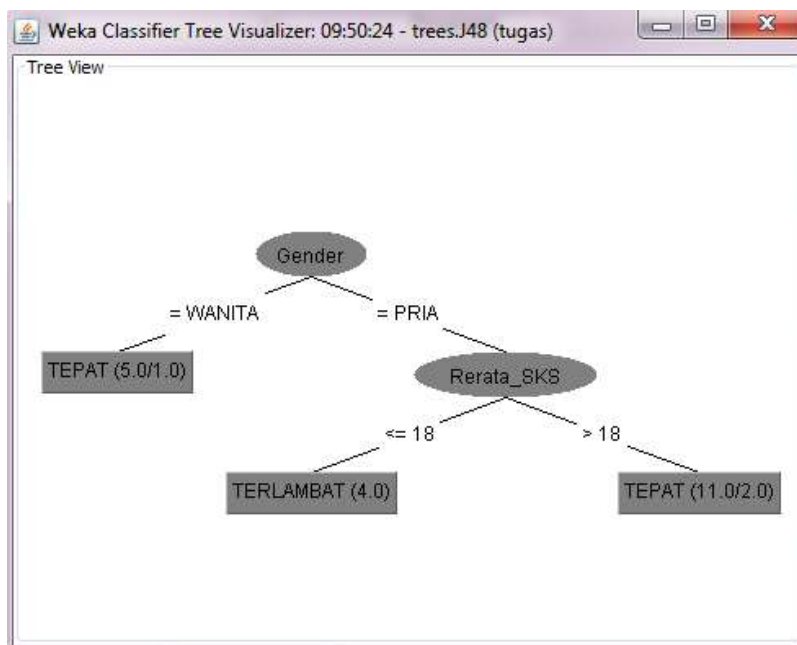 Weka Classifier Tree Visualizer: 09:50:24 - trees.J48 (tugas)
Tree View
Gender
= WANITA
= PRIA
TEPAT (5.0/1.0)
Rerata_SKS
<= 18
> 18
TERLAMBAT (4.0)
TEPAT (11.0/2.0)